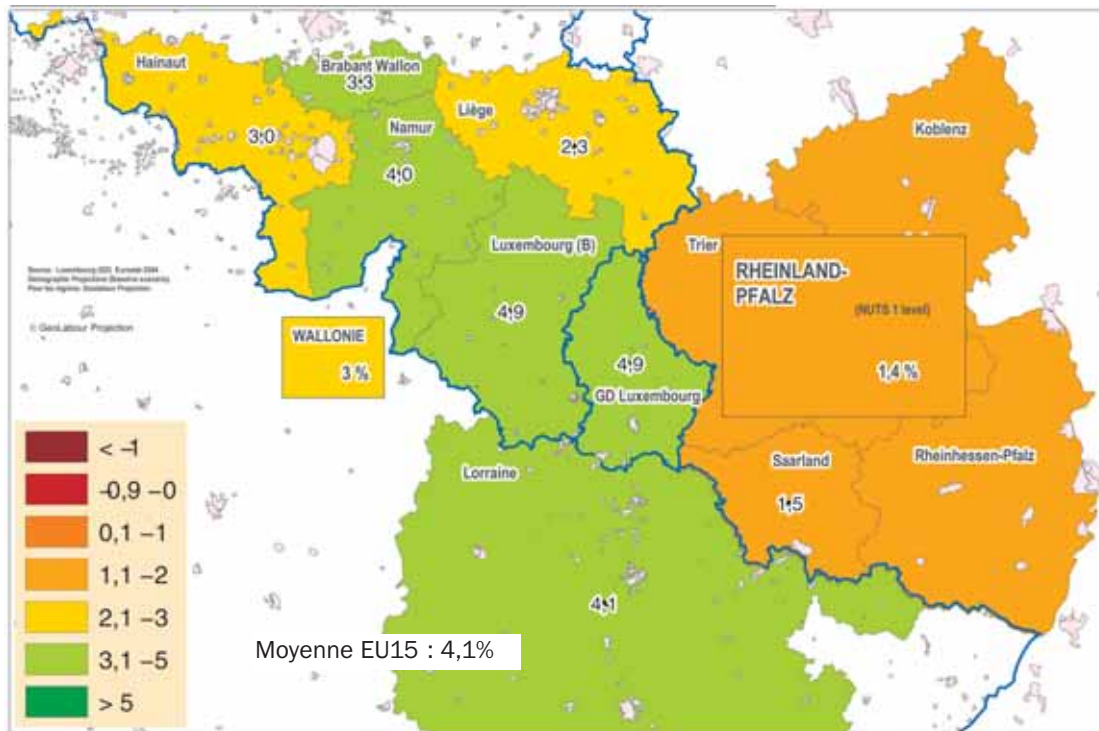 Hainaut
3,0
Brabant Wallon
3,3
Namur
4,0
Liège
2,3
Koblenz
Luxembourg (B)
4,9
Trier
RHEINLAND-
PFALZ
(NUTS 1 level)
1,4 %
© GeoLabour Projection
WALLONIE
3 %
4,9
GD Luxembourg
Lorraine
4,1
Saarland
1,5
Rheinhessen-Pfalz
< -1
-0,9 –0
0,1 –1
1,1 –2
2,1 –3
3,1 –5
> 5
Moyenne EU15 : 4,1%